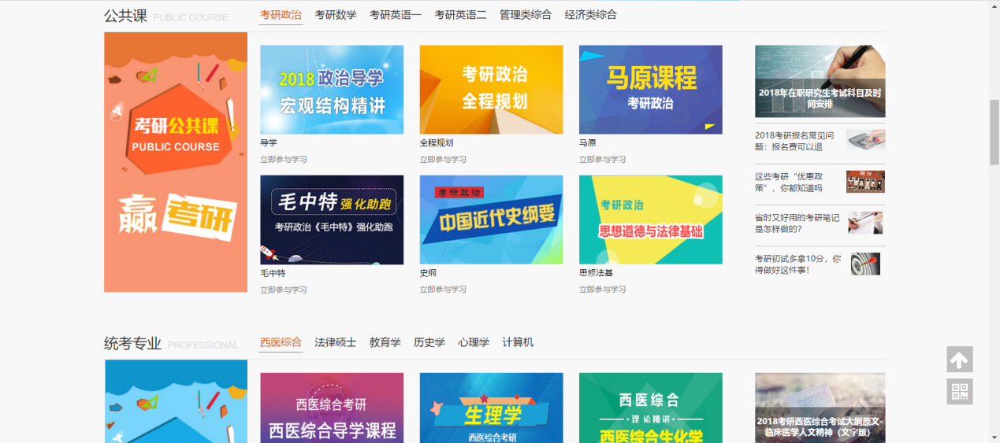 公共课 PUBLIC COURSE
考研政治 考研数学 考研英语一 考研英语二 管理类综合 经济类综合
考研公共课
PUBLIC COURSE
赢考研
2018政治导学
宏观结构精讲
导学
立即参与学习
考研政治
全程规划
全程规划
立即参与学习
马原课程
考研政治
马原
立即参与学习
毛中特 强化助跑
考研政治《毛中特》强化助跑
毛中特
立即参与学习
考研政治
中国近代史纲要
史纲
立即参与学习
考研政治
思想道德与法律基础
思修法基
立即参与学习
2018年在职研究生考试科目及时
间安排
2018考研报名常见问
题：报名费可以退
这些考研“优惠政
策”，你都知道吗
省时又好用的考研笔记
是怎样做的？
考研初试多拿10分，你
得做好这件事！
统考专业 PROFESSIONAL
西医综合 法律硕士 教育学 历史学 心理学 计算机
西医综合考研
西医综合导学课程
生理学
西医综合考研
西医综合
·理论精讲·
西医综合生化学
2018考研西医综合考试大纲原文-
临床医学人文精神（文字版）